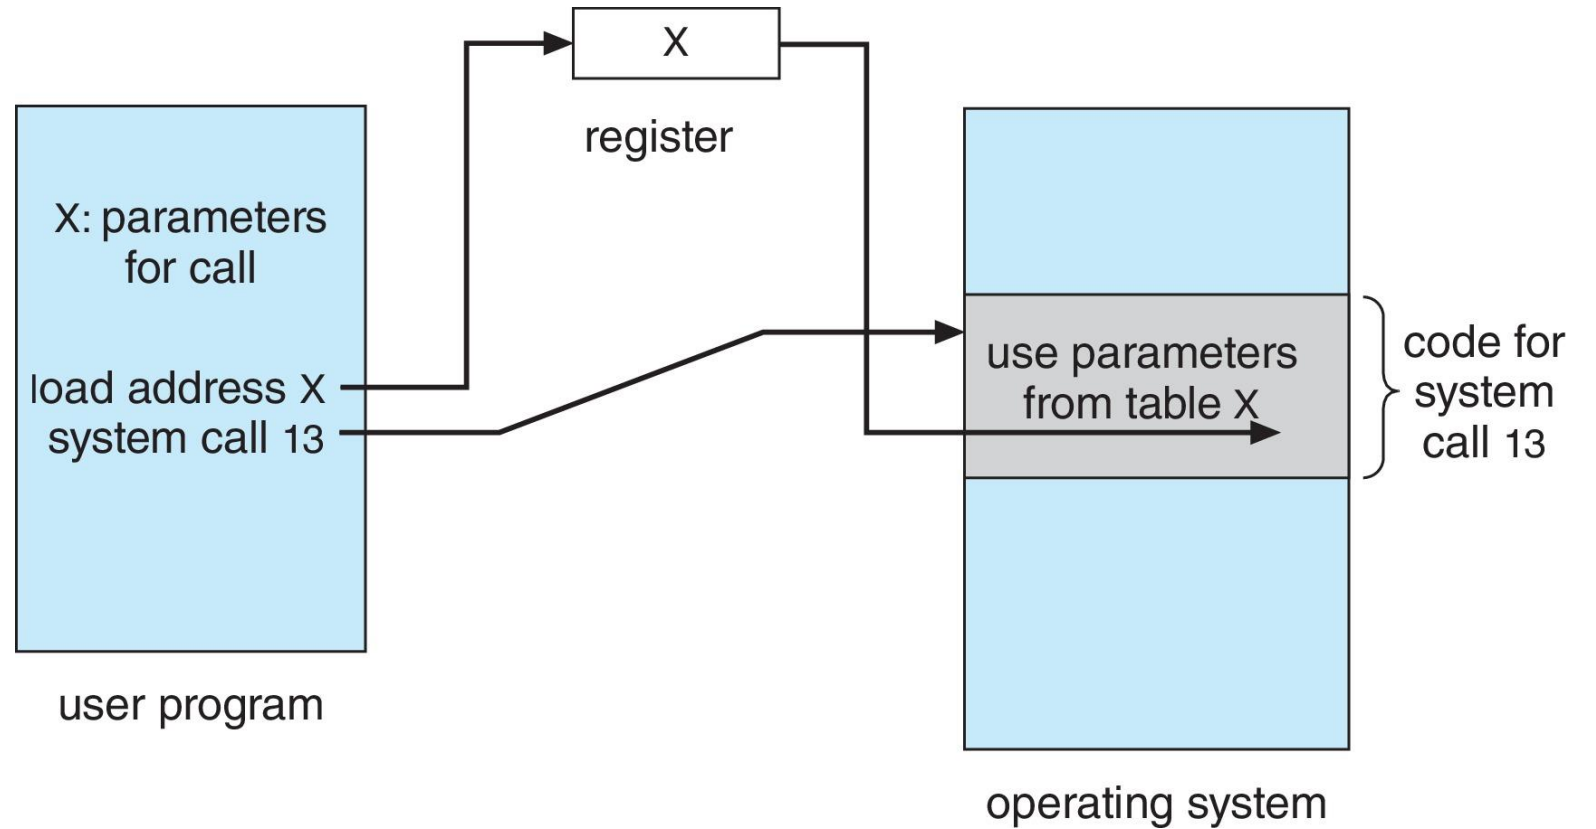 X
register
X: parameters
for call
load address X
system call 13
user program
use parameters
from table X
code for
system
call 13
operating system